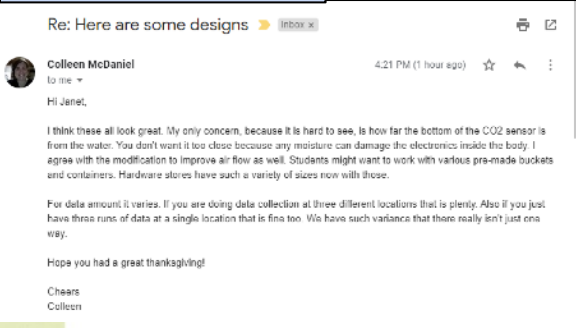 Re: Here are some designs
Inbox x
Colleen McDaniel
4:21 PM (1 hour ago)
to me
Hi Janet,
I think these all look great. My only concern, because it is hard to see, is how far the bottom of the CO2 sensor is
from the water. You don't want it too close because any moisture can damage the electronics inside the body. I
agree with the modification to improve air flow as well. Students might want to work with various pre-made buckets
and containers. Hardware stores have such a variety of sizes now with those.
For data amount it varies. If you are doing data collection at three different locations that is plenty. Also if you just
have three runs of data at a single location that is fine too. We have such variance that there really isn't just one
way.
Hope you had a great thanksgiving!
Cheers
Colleen